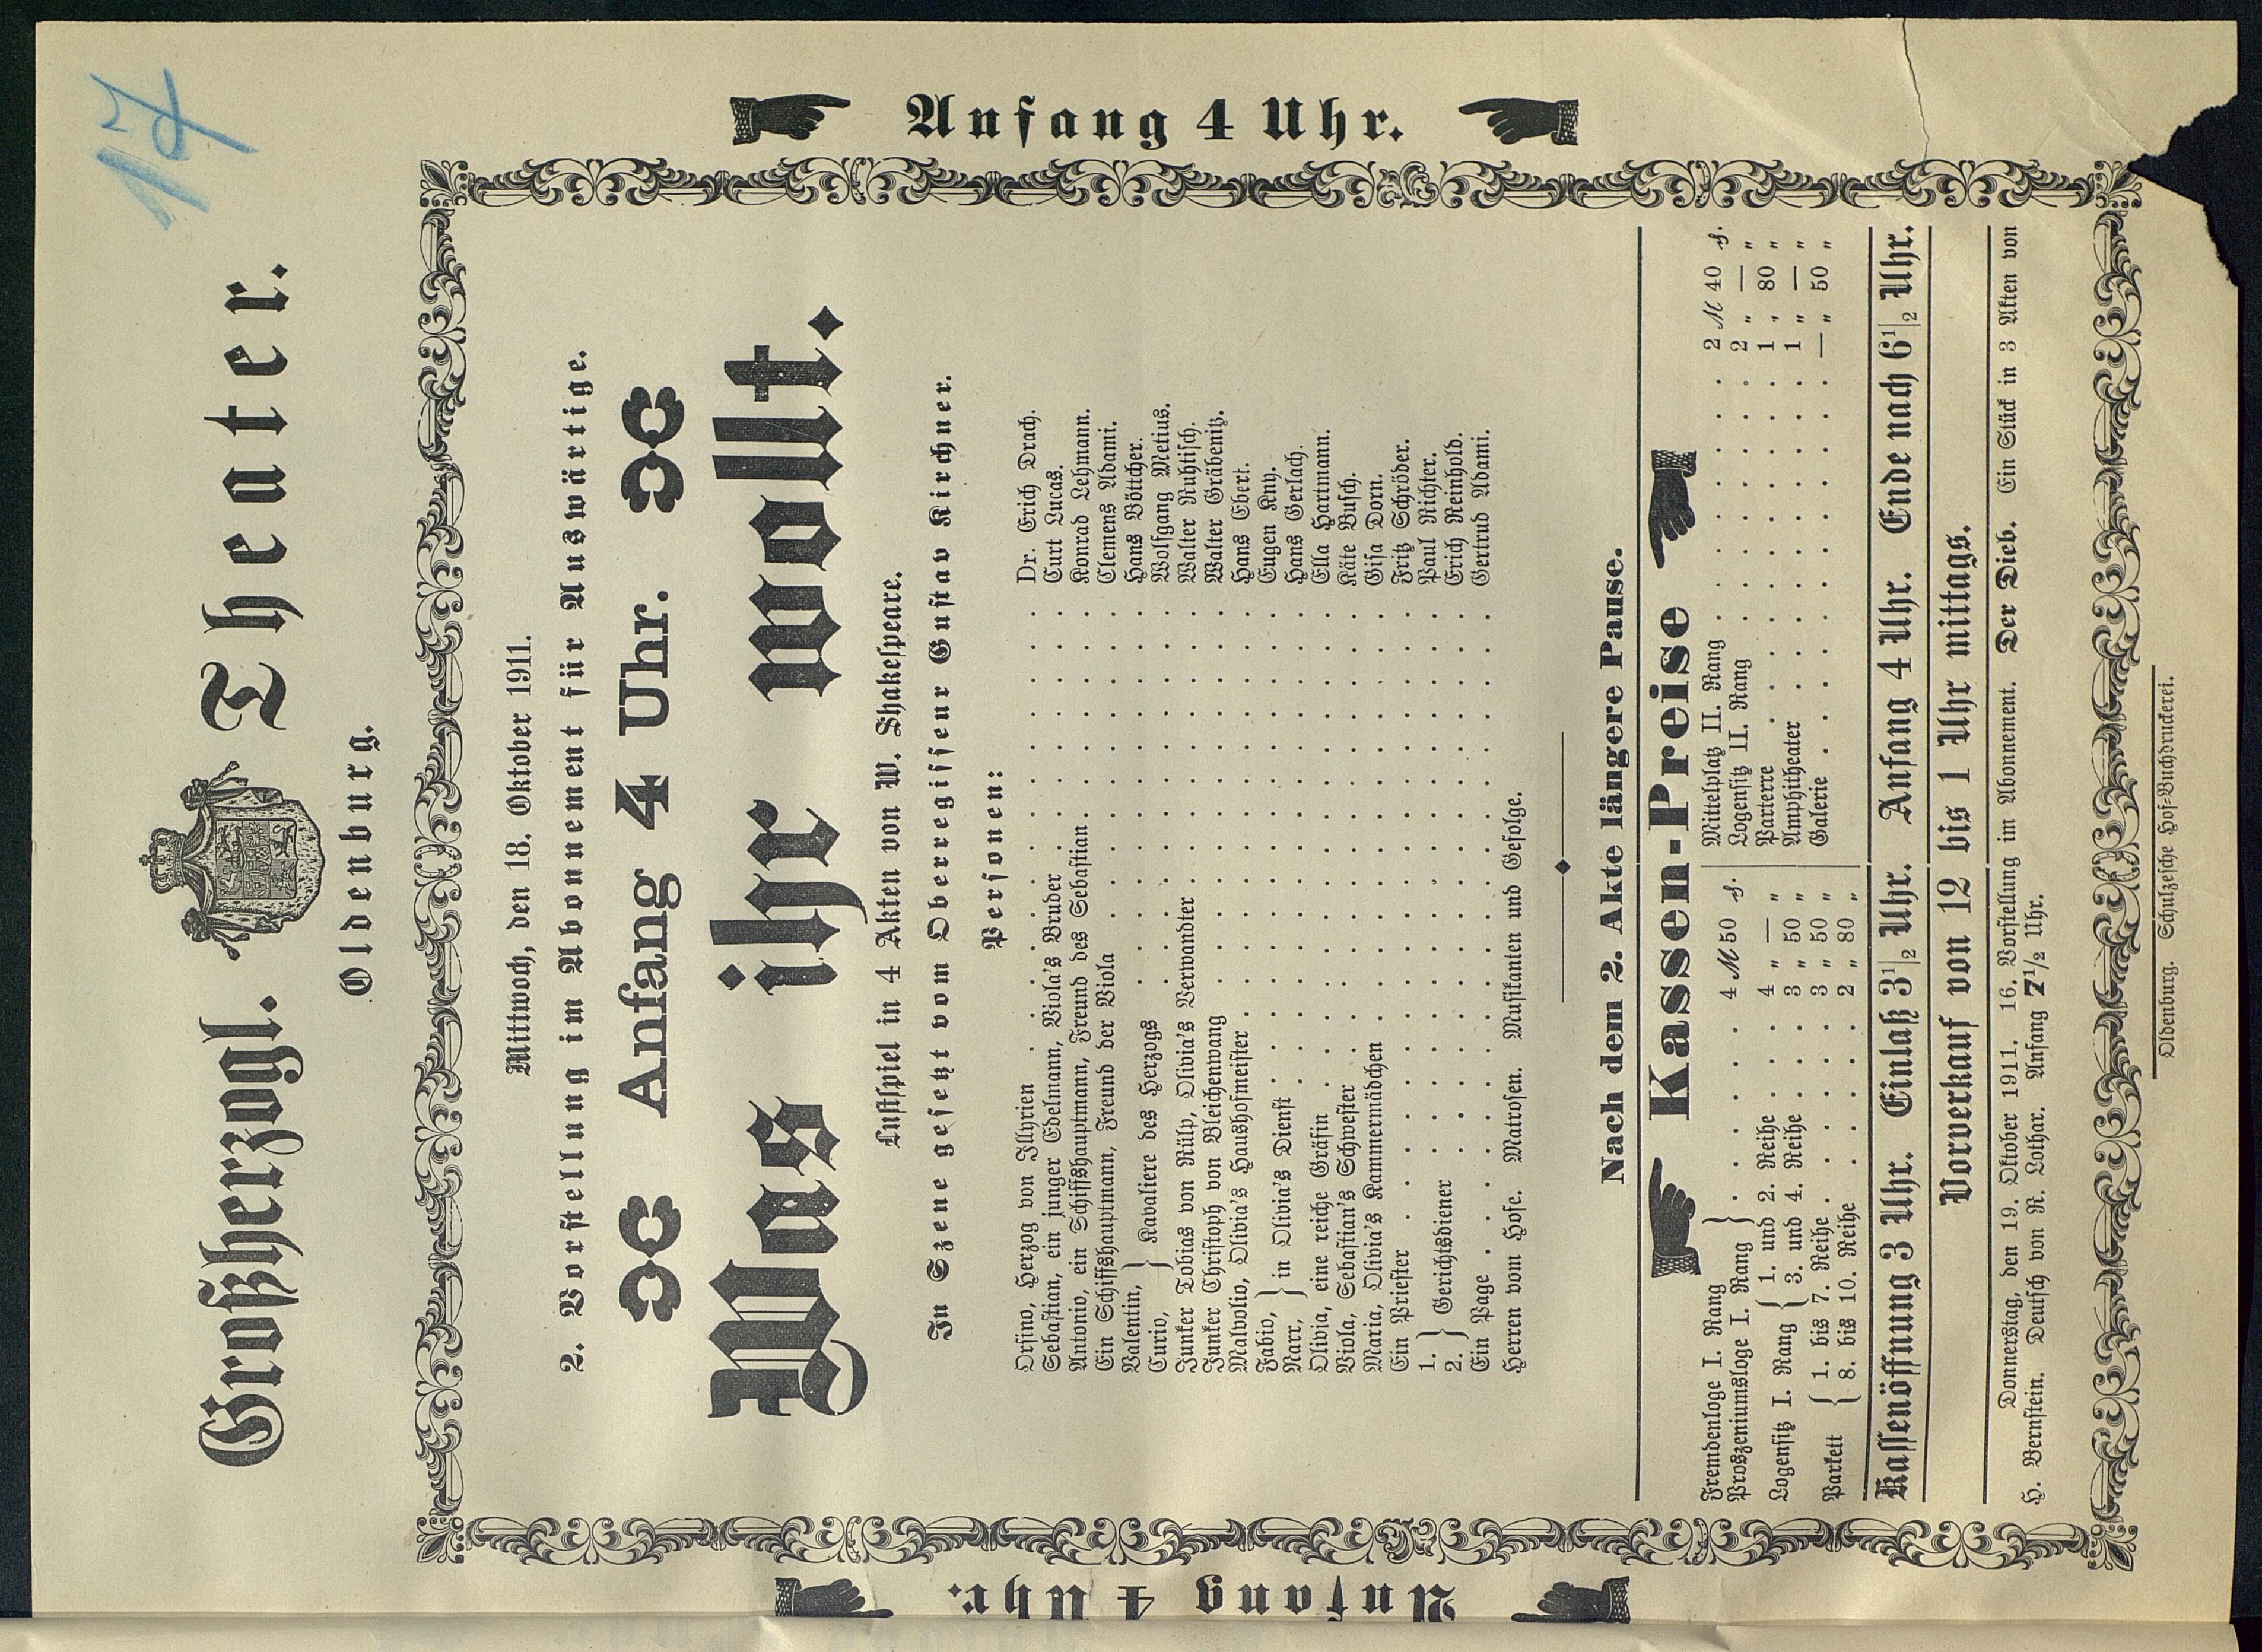 17
Großherzogl. Theater.
Oldenburg.
Anfang 4 Uhr.
Anfang 4 Uhr.
Mittwoch, den 18. Oktober 1911.
2. Vorstellung im Abonnement für Auswärtige.
Anfang 4 Uhr.
Was ihr wollt.
Lustspiel in 4 Akten von W. Shakespeare.
In Szene gesetzt vom Oberregisseur Gustav Kirchner.
Personen:
Orsino, Herzog von Illyrien . . . Dr. Erich Drach.
Sebastian, ein junger Edelmann, Viola's Bruder . . . Curt Lucas.
Antonio, ein Schiffshauptmann, Freund des Sebastian . . . Konrad Lehmann.
Ein Schiffshauptmann, Freund der Viola . . . Clemens Adami.
Valentin, } Kavaliere des Herzogs . . . Hans Böttcher.
Curio, } . . . Wolfgang Metius.
Junker Tobias von Rülp, Olivia's Verwandter . . . Walter Ruhtisch.
Junker Christoph von Bleichenwang . . . Walter Gräbenitz.
Malvolio, Olivia's Haushofmeister . . . Hans Ebert.
Fabio, } in Olivia's Dienst . . . Eugen Kny.
Narr, } . . . Hans Gerlach.
Olivia, eine reiche Gräfin . . . Ella Hartmann.
Viola, Sebastian's Schwester . . . Käte Busch.
Maria, Olivia's Kammermädchen . . . Gisa Dorn.
Ein Priester . . . Fritz Schröder.
1. } Gerichtsdiener . . . Paul Richter.
2. } . . . Erich Reinhold.
Ein Page . . . Gertrud Adami.
Herren vom Hofe. Matrosen. Musikanten und Gefolge.
Nach dem 2. Akte längere Pause.
Kassen-Preise
Fremdenloge I. Rang } . . . 4 ℳ 50 ₰.
Proszeniumsloge I. Rang }
Logensitz I. Rang { 1. und 2. Reihe . . . 4 „ — „
{ 3. und 4. Reihe . . . 3 „ 50 „
Parkett { 1. bis 7. Reihe . . . 3 „ 50 „
{ 8. bis 10. Reihe . . . 2 „ 80 „
Mittelplatz II. Rang . . . 2 ℳ 40 ₰.
Logensitz II. Rang . . . 2 „ — „
Parterre . . . 1 „ 80 „
Amphitheater . . . 1 „ — „
Galerie . . . — „ 50 „
Kassenöffnung 3 Uhr. Einlaß 3 1/2 Uhr. Anfang 4 Uhr. Ende nach 6 1/2 Uhr.
Vorverkauf von 12 bis 1 Uhr mittags.
Donnerstag, den 19. Oktober 1911. 16. Vorstellung im Abonnement. Der Dieb. Ein Stück in 3 Akten von
H. Bernstein. Deutsch von R. Lothar. Anfang 7 1/2 Uhr.
Oldenburg. Schulzesche Hof-Buchdruckerei.